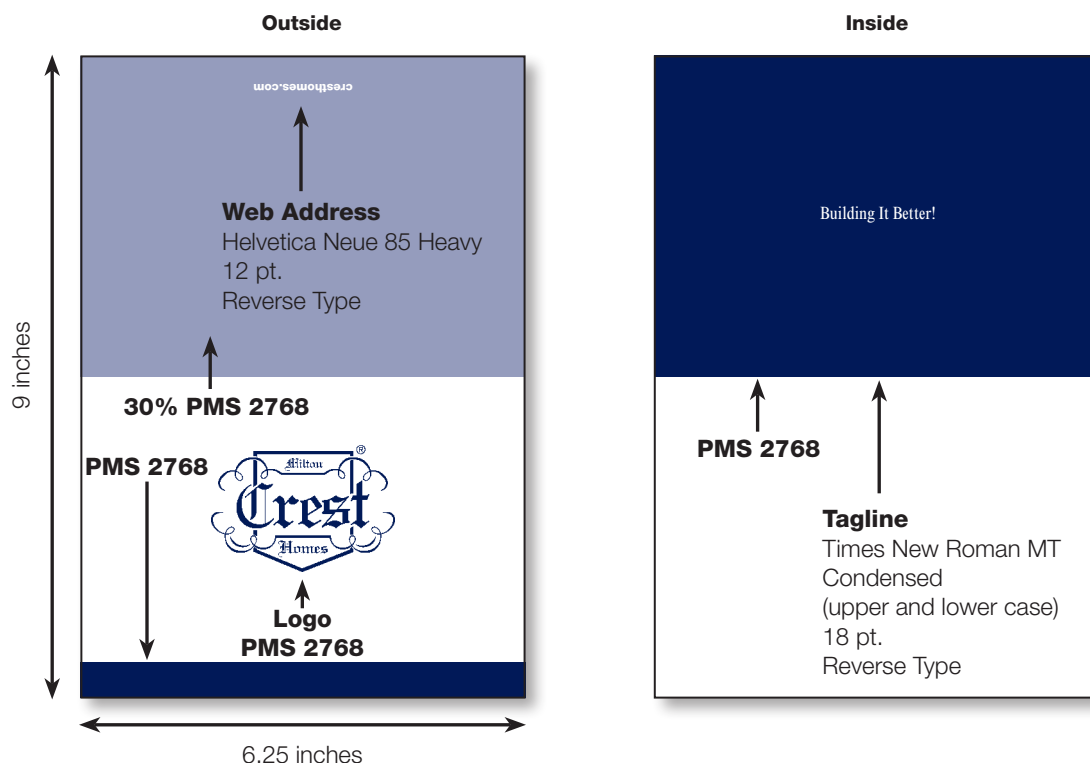 Outside
cresthomes.com
Web Address
Helvetica Neue 85 Heavy
12 pt.
Reverse Type
30% PMS 2768
PMS 2768
®
Milton
Crest
Homes
Logo
PMS 2768
9 inches
6.25 inches
Inside
Building It Better!
PMS 2768
Tagline
Times New Roman MT
Condensed
(upper and lower case)
18 pt.
Reverse Type